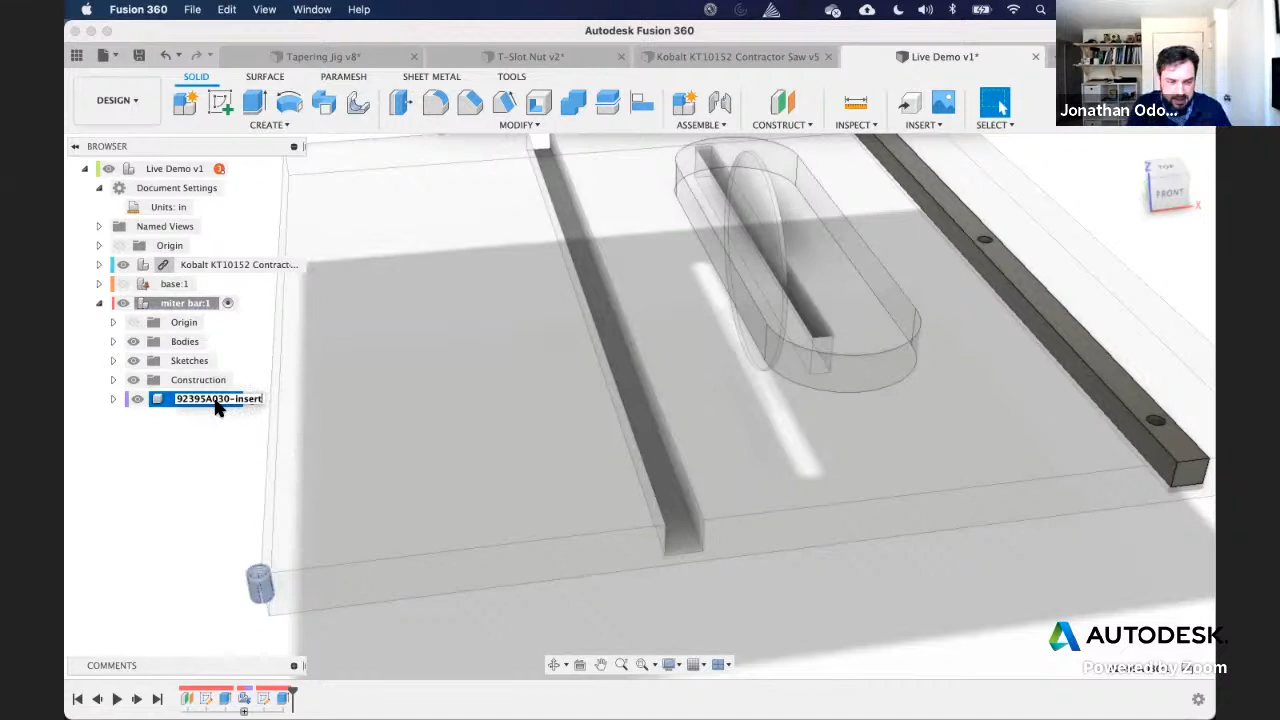 Fusion 360 File Edit View Window Help
Autodesk Fusion 360
Tapering Jig v8* T-Slot Nut v2* Kobalt KT10152 Contractor Saw v5 Live Demo v1*
SOLID SURFACE PARAMESH SHEET METAL TOOLS
DESIGN
CREATE MODIFY ASSEMBLE CONSTRUCT INSPECT INSERT SELECT
Jonathan Odo...
BROWSER
Live Demo v1
Document Settings
Units: in
Named Views
Origin
Kobalt KT10152 Contract...
base:1
miter bar:1
Origin
Bodies
Sketches
Construction
92395A030-insert
Z
TOP
FRONT
X
AUTODESK.
Powered by Zoom
COMMENTS